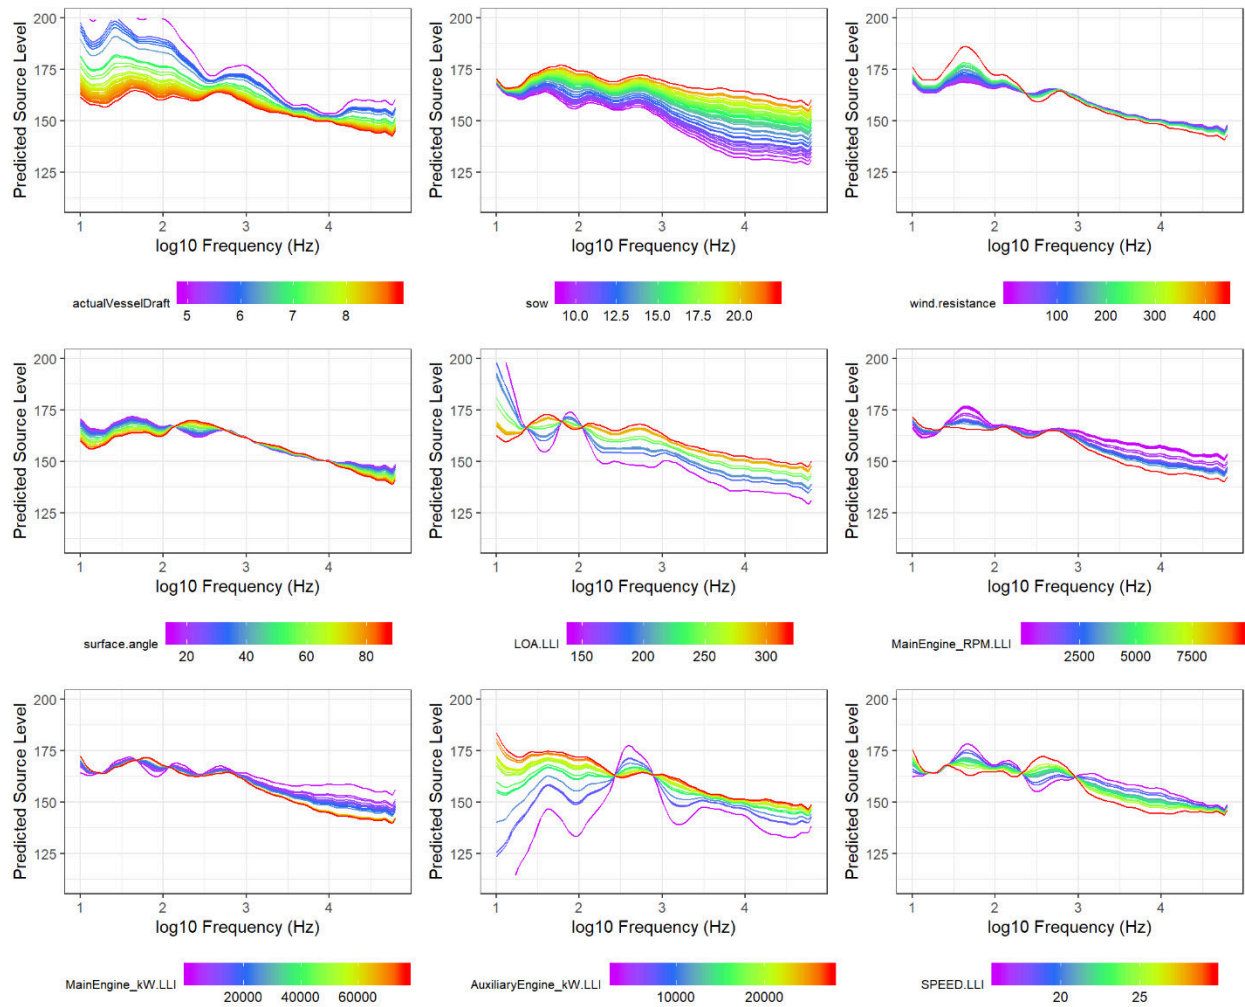 200
175
150
125
Predicted Source Level
1 2 3 4
log10 Frequency (Hz)
actualVesselDraft
5 6 7 8
200
175
150
125
Predicted Source Level
1 2 3 4
log10 Frequency (Hz)
sow
10.0 12.5 15.0 17.5 20.0
200
175
150
125
Predicted Source Level
1 2 3 4
log10 Frequency (Hz)
wind.resistance
100 200 300 400
200
175
150
125
Predicted Source Level
1 2 3 4
log10 Frequency (Hz)
surface.angle
20 40 60 80
200
175
150
125
Predicted Source Level
1 2 3 4
log10 Frequency (Hz)
LOA.LLI
150 200 250 300
200
175
150
125
Predicted Source Level
1 2 3 4
log10 Frequency (Hz)
MainEngine_RPM.LLI
2500 5000 7500
200
175
150
125
Predicted Source Level
1 2 3 4
log10 Frequency (Hz)
MainEngine_kW.LLI
20000 40000 60000
200
175
150
125
Predicted Source Level
1 2 3 4
log10 Frequency (Hz)
AuxiliaryEngine_kW.LLI
10000 20000
200
175
150
125
Predicted Source Level
1 2 3 4
log10 Frequency (Hz)
SPEED.LLI
20 25